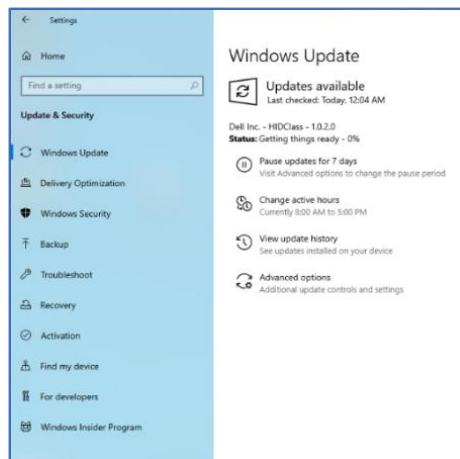 Settings
Home
Find a setting
Update & Security
Windows Update
Delivery Optimization
Windows Security
Backup
Troubleshoot
Recovery
Activation
Find my device
For developers
Windows Insider Program
Windows Update
Updates available
Last checked: Today, 12:04 AM
Dell Inc. - HIDClass - 1.0.2.0
Status: Getting things ready - 0%
Pause updates for 7 days
Visit Advanced options to change the pause period
Change active hours
Currently 8:00 AM to 5:00 PM
View update history
See updates installed on your device
Advanced options
Additional update controls and settings